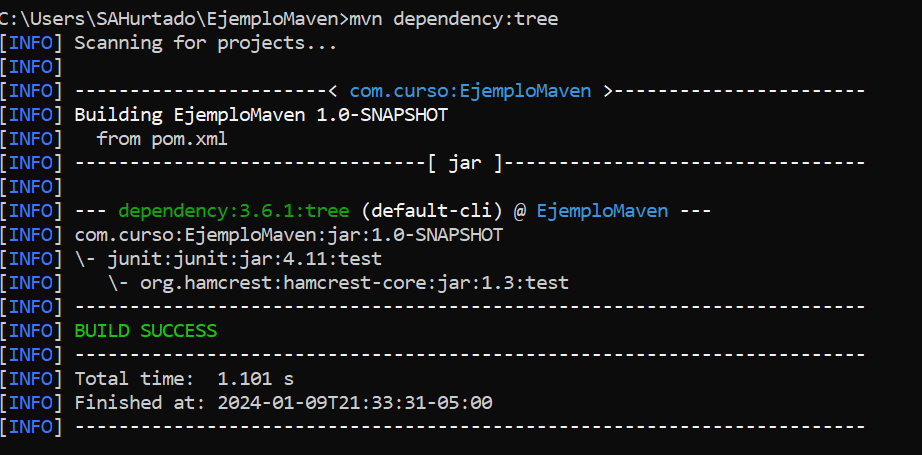 C:\Users\SAHurtado\EjemploMaven>mvn dependency:tree
[INFO] Scanning for projects...
[INFO]
[INFO] -----------------------< com.curso:EjemploMaven >-----------------------
[INFO] Building EjemploMaven 1.0-SNAPSHOT
[INFO]   from pom.xml
[INFO] --------------------------------[ jar ]---------------------------------
[INFO]
[INFO] --- dependency:3.6.1:tree (default-cli) @ EjemploMaven ---
[INFO] com.curso:EjemploMaven:jar:1.0-SNAPSHOT
[INFO] \- junit:junit:jar:4.11:test
[INFO]    \- org.hamcrest:hamcrest-core:jar:1.3:test
[INFO] ------------------------------------------------------------------------
[INFO] BUILD SUCCESS
[INFO] ------------------------------------------------------------------------
[INFO] Total time:  1.101 s
[INFO] Finished at: 2024-01-09T21:33:31-05:00
[INFO] ------------------------------------------------------------------------